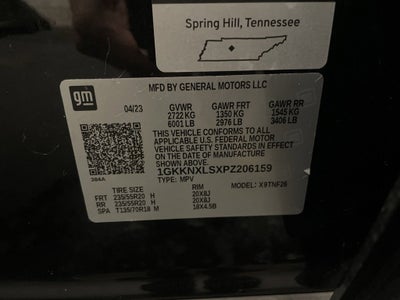 Spring Hill, Tennessee
gm
MFD BY GENERAL MOTORS LLC
04/23 GVWR GAWR FRT GAWR RR
2722 KG 1350 KG 1545 KG
6001 LB 2976 LB 3406 LB
THIS VEHICLE CONFORMS TO ALL
APPLICABLE U.S. FEDERAL MOTOR
VEHICLE SAFETY STANDARDS IN EFFECT
ON THE DATE OF MANUFACTURE
SHOWN ABOVE.
1GKKNXLSXPZ206159
384A TYPE: MPV MODEL: X9TNF26
TIRE SIZE RIM
FRT 235/55R20 H 20X8J
RR 235/55R20 H 20X8J
SPA T135/70R18 M 18X4.5B